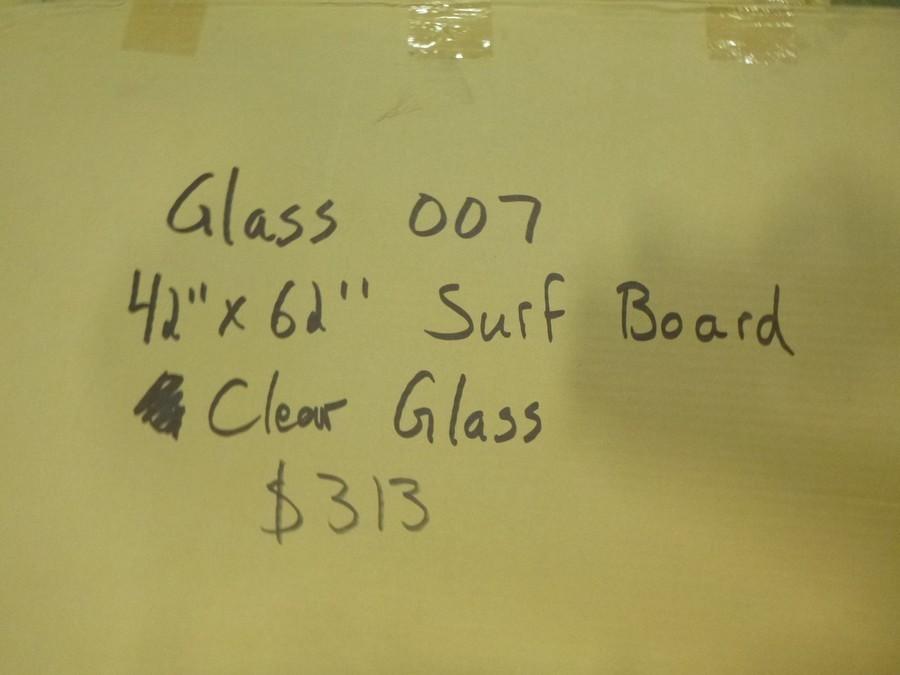 Glass 007
42" x 62" Surf Board
Clear Glass
$313